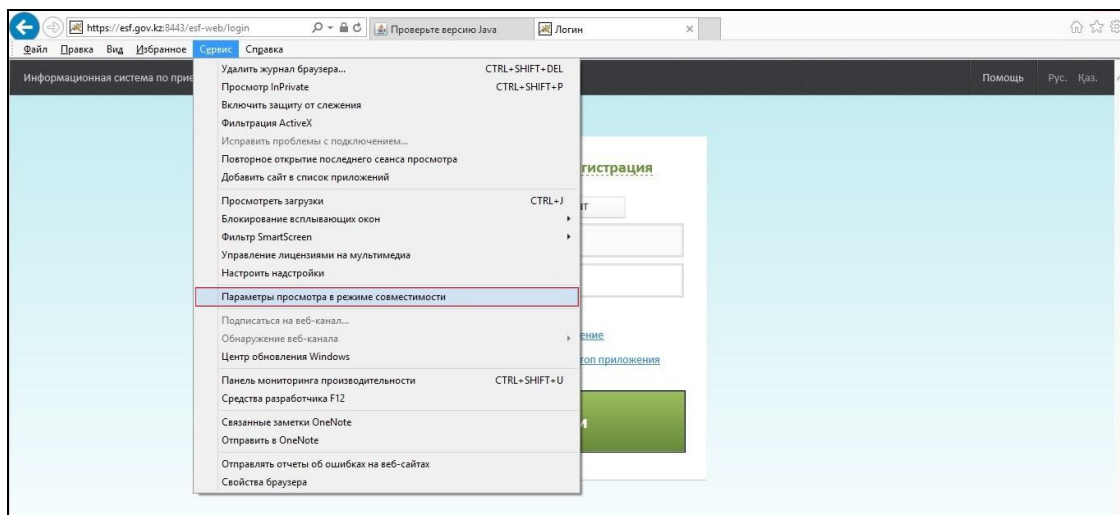 https://esf.gov.kz:8443/esf-web/login
Проверьте версию Java
Логин
Файл Правка Вид Избранное Сервис Справка
Информационная система по прие
Помощь Рус. Қаз.
Удалить журнал браузера... CTRL+SHIFT+DEL
Просмотр InPrivate CTRL+SHIFT+P
Включить защиту от слежения
Фильтрация ActiveX
Исправить проблемы с подключением...
Повторное открытие последнего сеанса просмотра
Добавить сайт в список приложений
гистрация
Просмотреть загрузки CTRL+J
Блокирование всплывающих окон
Фильтр SmartScreen
Управление лицензиями на мультимедиа
Настроить надстройки
Параметры просмотра в режиме совместимости
Подписаться на веб-канал...
Обнаружение веб-канала
ение
Центр обновления Windows
топ приложения
Панель мониторинга производительности CTRL+SHIFT+U
Средства разработчика F12
Связанные заметки OneNote
Отправить в OneNote
Отправлять отчеты об ошибках на веб-сайтах
Свойства браузера